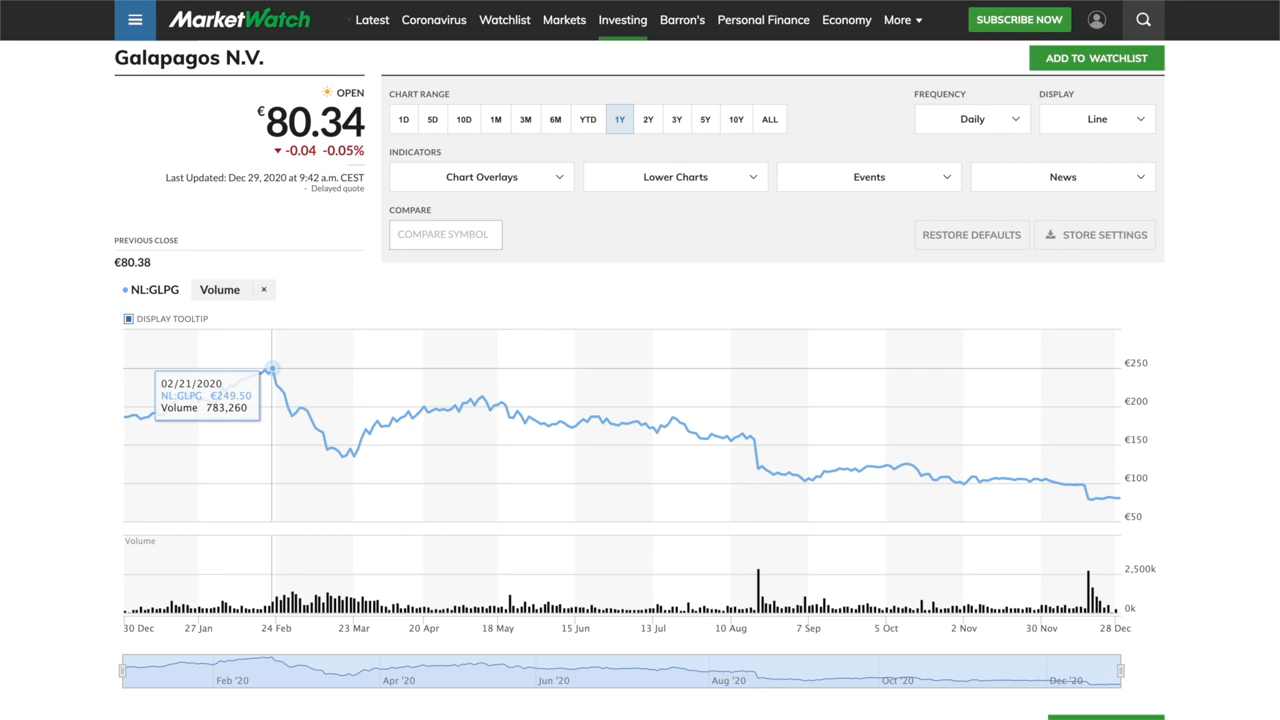 MarketWatch Latest Coronavirus Watchlist Markets Investing Barron's Personal Finance Economy More SUBSCRIBE NOW
Galapagos N.V.
ADD TO WATCHLIST
OPEN
€80.34
-0.04 -0.05%
Last Updated: Dec 29, 2020 at 9:42 a.m. CEST
- Delayed quote
PREVIOUS CLOSE
€80.38
CHART RANGE
1D 5D 10D 1M 3M 6M YTD 1Y 2Y 3Y 5Y 10Y ALL
FREQUENCY
Daily
DISPLAY
Line
INDICATORS
Chart Overlays Lower Charts Events News
COMPARE
COMPARE SYMBOL
RESTORE DEFAULTS STORE SETTINGS
NL:GLPG Volume ×
DISPLAY TOOLTIP
02/21/2020
NL:GLPG €249.50
Volume 783,260
€250
€200
€150
€100
€50
Volume
2,500k
0k
30 Dec 27 Jan 24 Feb 23 Mar 20 Apr 18 May 15 Jun 13 Jul 10 Aug 7 Sep 5 Oct 2 Nov 30 Nov 28 Dec
Feb '20 Apr '20 Jun '20 Aug '20 Oct '20 Dec '20